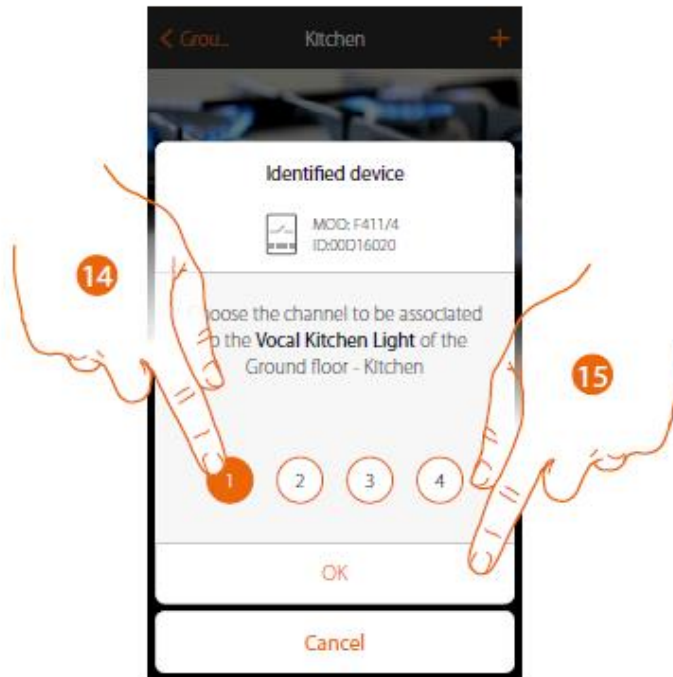 < Grou... Kitchen +
Identified device
MOD: F411/4
ID:00D16020
14
oose the channel to be associated
o the Vocal Kitchen Light of the
Ground floor - Kitchen
15
1 2 3 4
OK
Cancel